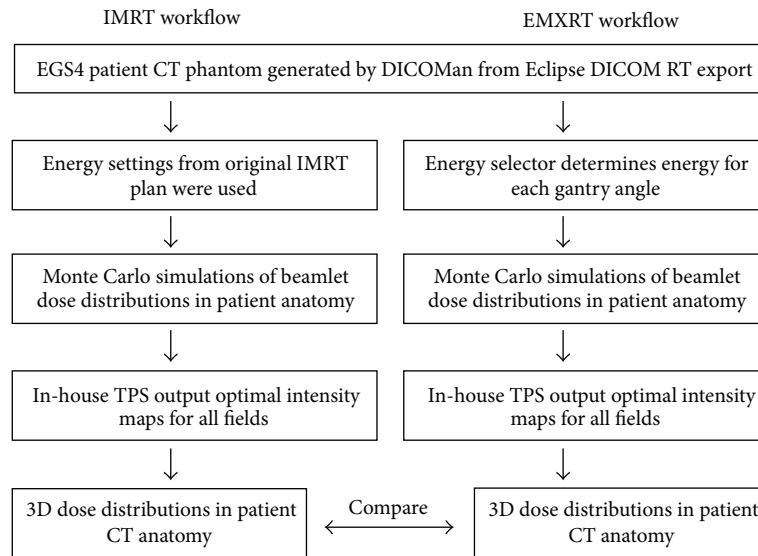 IMRT workflow
EMXRT workflow
EGS4 patient CT phantom generated by DICOMan from Eclipse DICOM RT export
Energy settings from original IMRT
plan were used
Energy selector determines energy for
each gantry angle
Monte Carlo simulations of beamlet
dose distributions in patient anatomy
Monte Carlo simulations of beamlet
dose distributions in patient anatomy
In-house TPS output optimal intensity
maps for all fields
In-house TPS output optimal intensity
maps for all fields
3D dose distributions in patient
CT anatomy
Compare
3D dose distributions in patient
CT anatomy